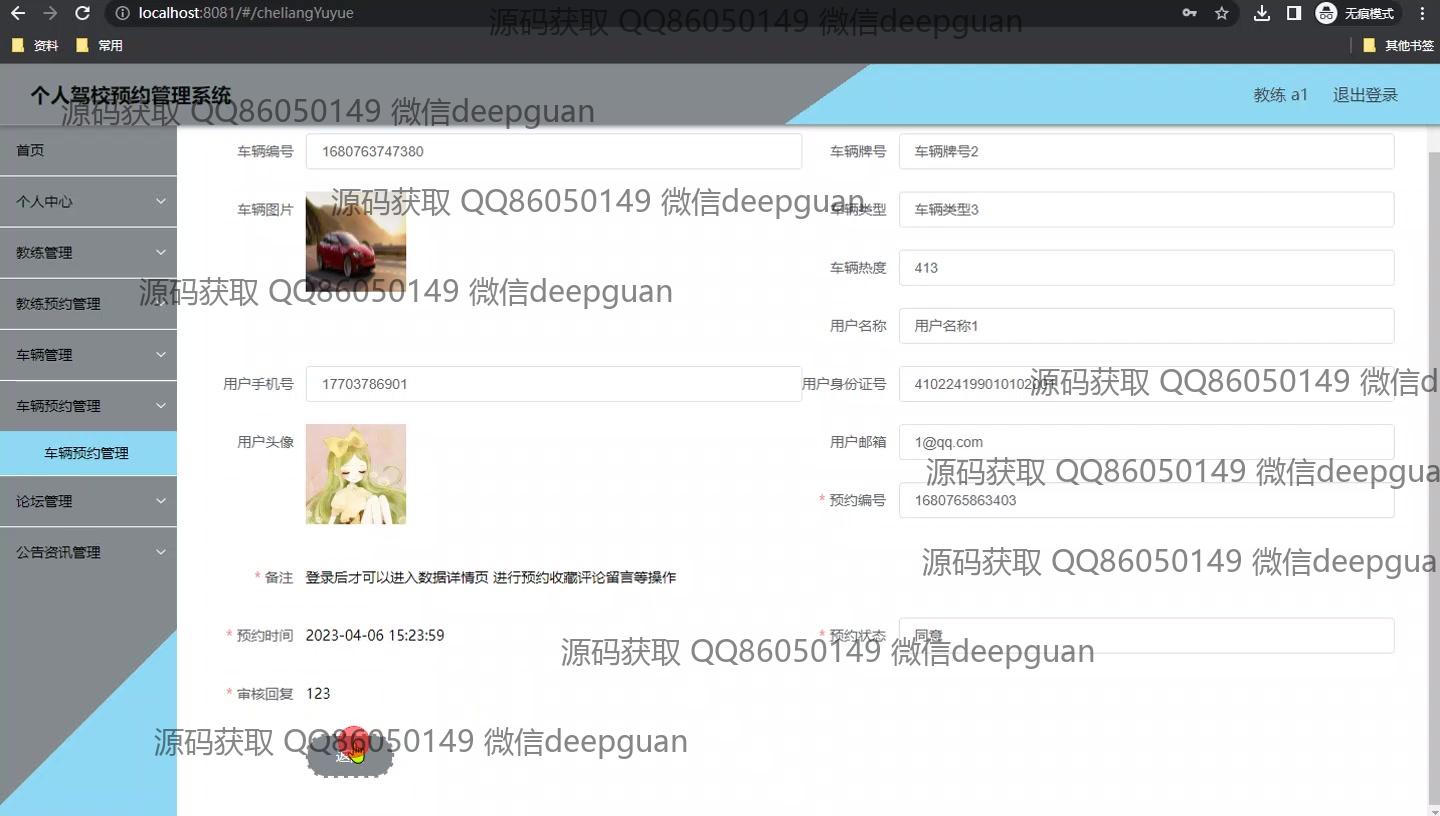 localhost:8081/#/cheliangYuyue
无痕模式
资料
常用
其他书签
源码获取 QQ86050149 微信deepguan
个人驾校预约管理系统
教练 a1
退出登录
源码获取 QQ86050149 微信deepguan
首页
个人中心
教练管理
教练预约管理
车辆管理
车辆预约管理
车辆预约管理
论坛管理
公告资讯管理
车辆编号 1680763747380
车辆牌号 车辆牌号2
源码获取 QQ86050149 微信deepguan
车辆图片
车辆类型 车辆类型3
车辆热度 413
源码获取 QQ86050149 微信deepguan
用户名称 用户名称1
用户手机号 17703786901
用户身份证号
源码获取 QQ86050149 微信d
用户头像
用户邮箱 1@qq.com
源码获取 QQ86050149 微信deepgua
* 预约编号 1680765863403
源码获取 QQ86050149 微信deepgua
* 备注 登录后才可以进入数据详情页 进行预约收藏评论留言等操作
* 预约时间 2023-04-06 15:23:59
* 预约状态 同意
源码获取 QQ86050149 微信deepguan
* 审核回复 123
源码获取 QQ86050149 微信deepguan